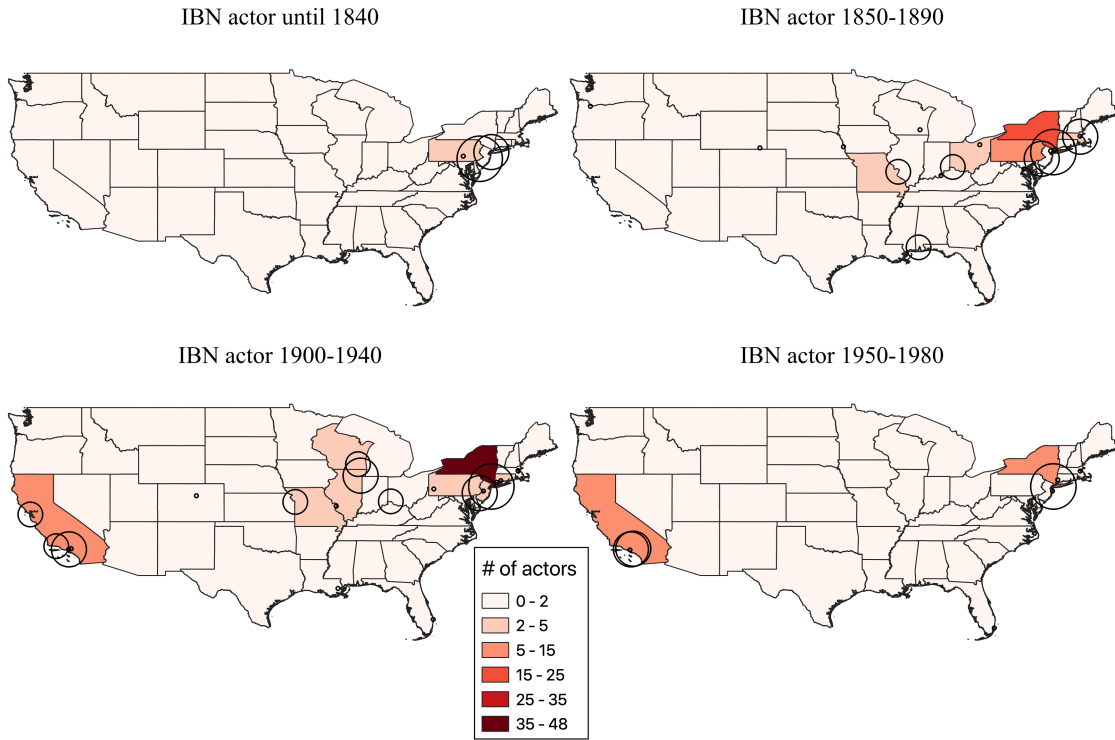 IBN actor until 1840
IBN actor 1850-1890
IBN actor 1900-1940
IBN actor 1950-1980
# of actors
0 - 2
2 - 5
5 - 15
15 - 25
25 - 35
35 - 48